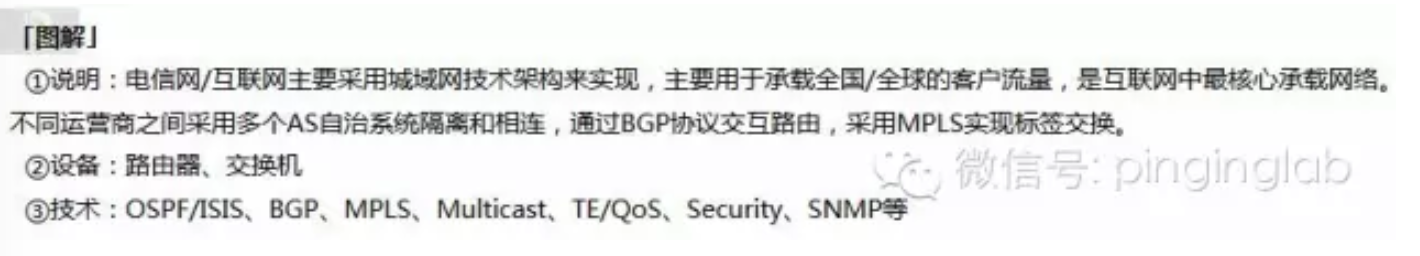 「图解」
①说明：电信网/互联网主要采用城域网技术架构来实现，主要用于承载全国/全球的客户流量，是互联网中最核心承载网络。
不同运营商之间采用多个AS自治系统隔离和相连，通过BGP协议交互路由，采用MPLS实现标签交换。
②设备：路由器、交换机
微信号: pinginglab
③技术：OSPF/ISIS、BGP、MPLS、Multicast、TE/QoS、Security、SNMP等